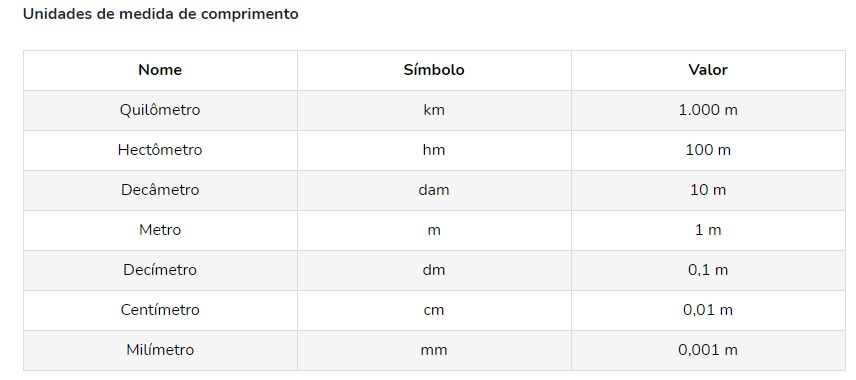 Unidades de medida de comprimento
Nome Símbolo Valor
Quilômetro km 1.000 m
Hectômetro hm 100 m
Decâmetro dam 10 m
Metro m 1 m
Decímetro dm 0,1 m
Centímetro cm 0,01 m
Milímetro mm 0,001 m